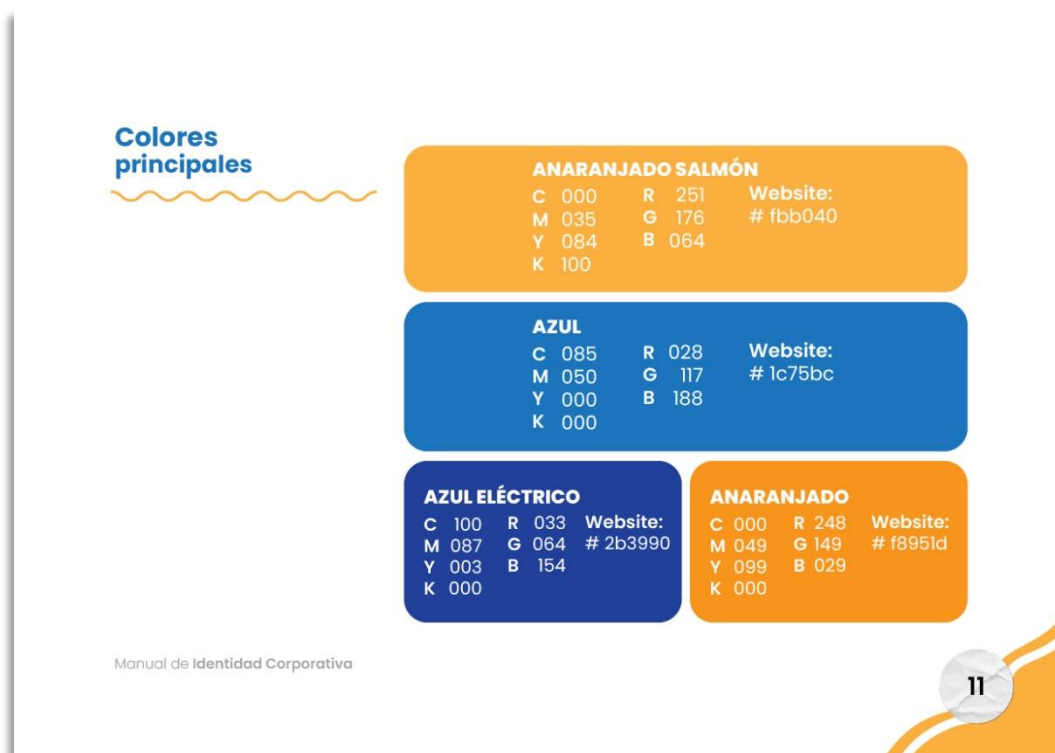 Colores
principales
ANARANJADO SALMÓN
C 000 R 251 Website:
M 035 G 176 # fbb040
Y 084 B 064
K 100
AZUL
C 085 R 028 Website:
M 050 G 117 # 1c75bc
Y 000 B 188
K 000
AZUL ELÉCTRICO
C 100 R 033 Website:
M 087 G 064 # 2b3990
Y 003 B 154
K 000
ANARANJADO
C 000 R 248 Website:
M 049 G 149 # f8951d
Y 099 B 029
K 000
Manual de Identidad Corporativa
11